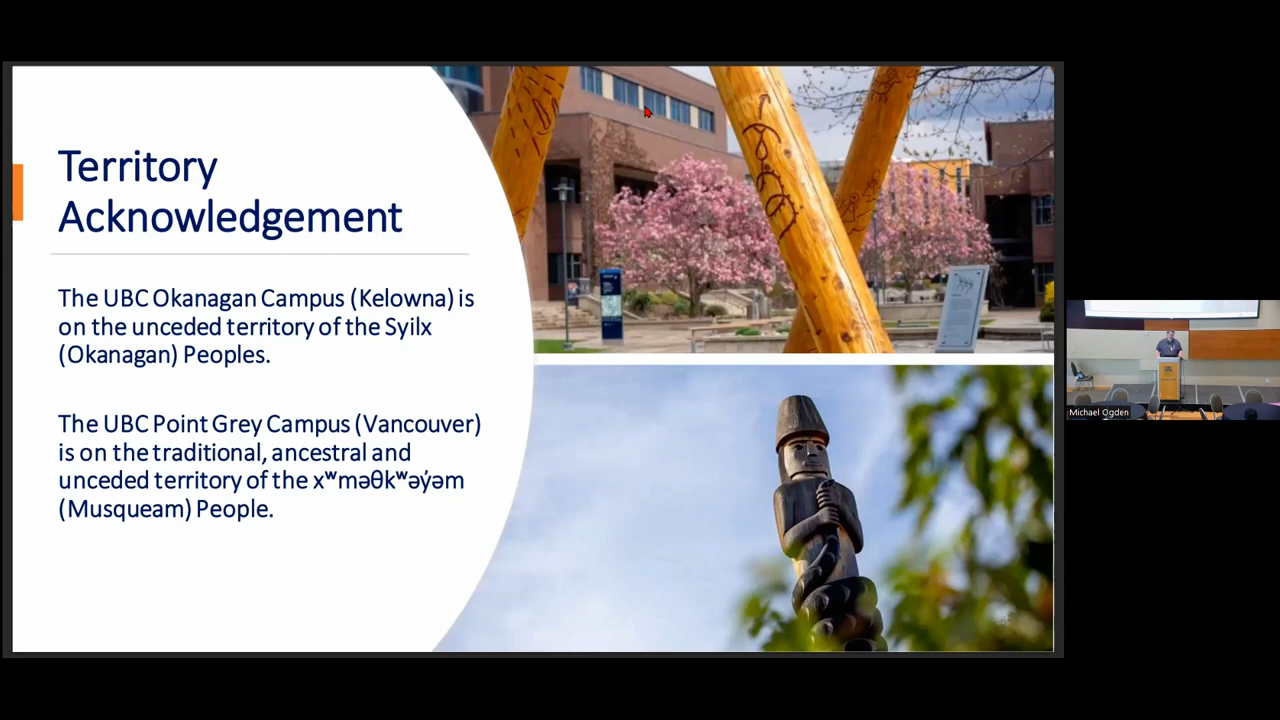 Territory
Acknowledgement
The UBC Okanagan Campus (Kelowna) is
on the unceded territory of the Syilx
(Okanagan) Peoples.
The UBC Point Grey Campus (Vancouver)
is on the traditional, ancestral and
unceded territory of the xʷməθkʷəy̓əm
(Musqueam) People.
Michael Ogden